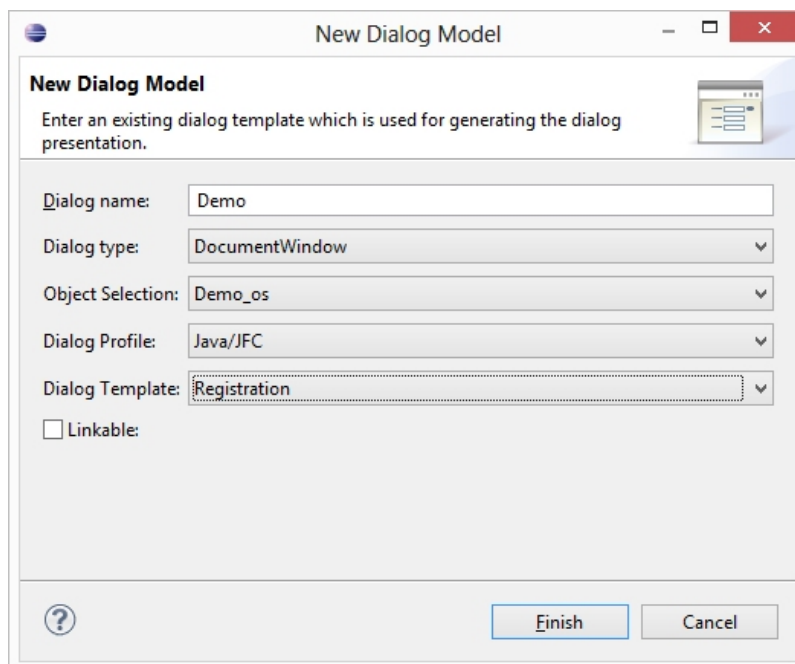 New Dialog Model
New Dialog Model
Enter an existing dialog template which is used for generating the dialog
presentation.
Dialog name: Demo
Dialog type: DocumentWindow
Object Selection: Demo_os
Dialog Profile: Java/JFC
Dialog Template: Registration
Linkable:
Finish Cancel